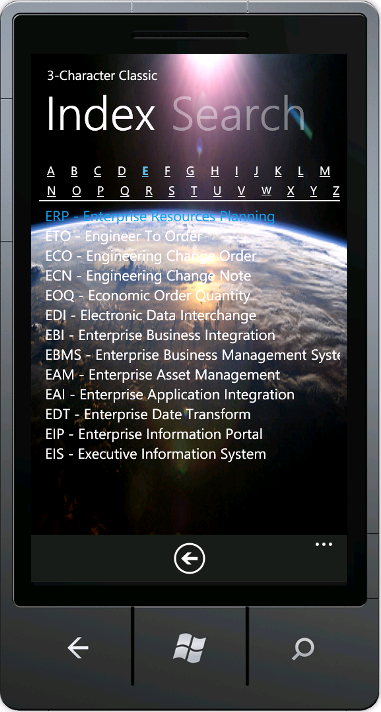 3-Character Classic
Index Search
A B C D E F G H I J K L M
N O P Q R S T U V W X Y Z
ERP - Enterprise Resources Planning
ETO - Engineer To Order
ECO - Engineering Change Order
ECN - Engineering Change Note
EOQ - Economic Order Quantity
EDI - Electronic Data Interchange
EBI - Enterprise Business Integration
EBMS - Enterprise Business Management Syste
EAM - Enterprise Asset Management
EAI - Enterprise Application Integration
EDT - Enterprise Date Transform
EIP - Enterprise Information Portal
EIS - Executive Information System